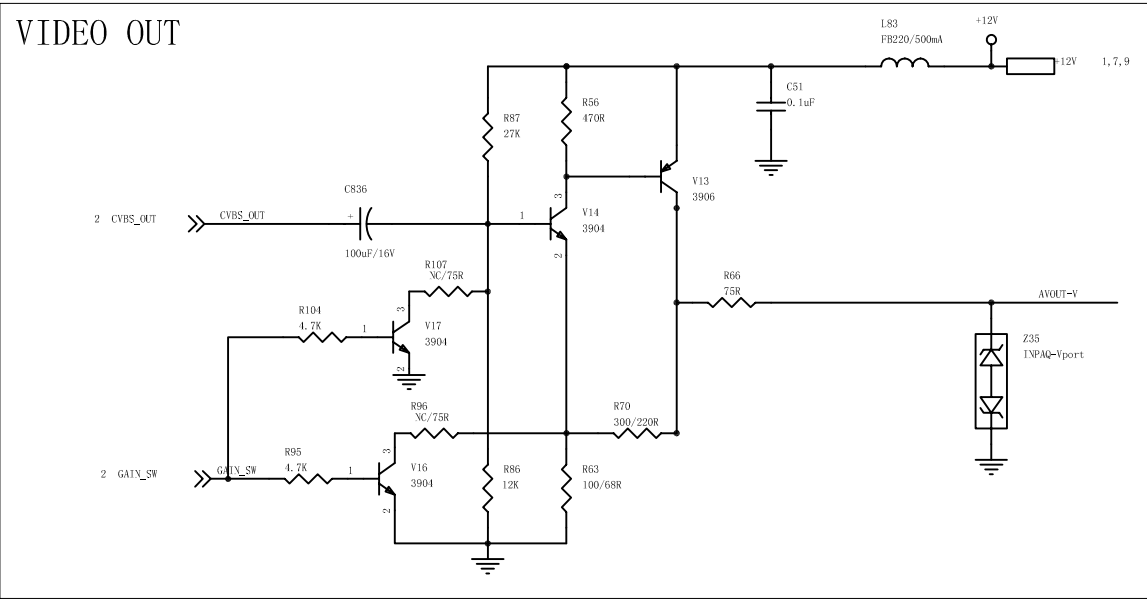 VIDEO OUT
L83
FB220/500mA
+12V
+12V 1,7,9
C51
0.1uF
R87
27K
R56
470R
3
V13
3906
C836
+
100uF/16V
2 CVBS_OUT
CVBS_OUT
1
V14
3904
2
R107
NC/75R
R66
75R
AVOUT-V
R104
4.7K
1
3
V17
3904
2
Z35
INPAQ-Vport
R96
NC/75R
R70
300/220R
2 GAIN_SW
GAIN_SW
R95
4.7K
1
3
V16
3904
2
R86
12K
R63
100/68R